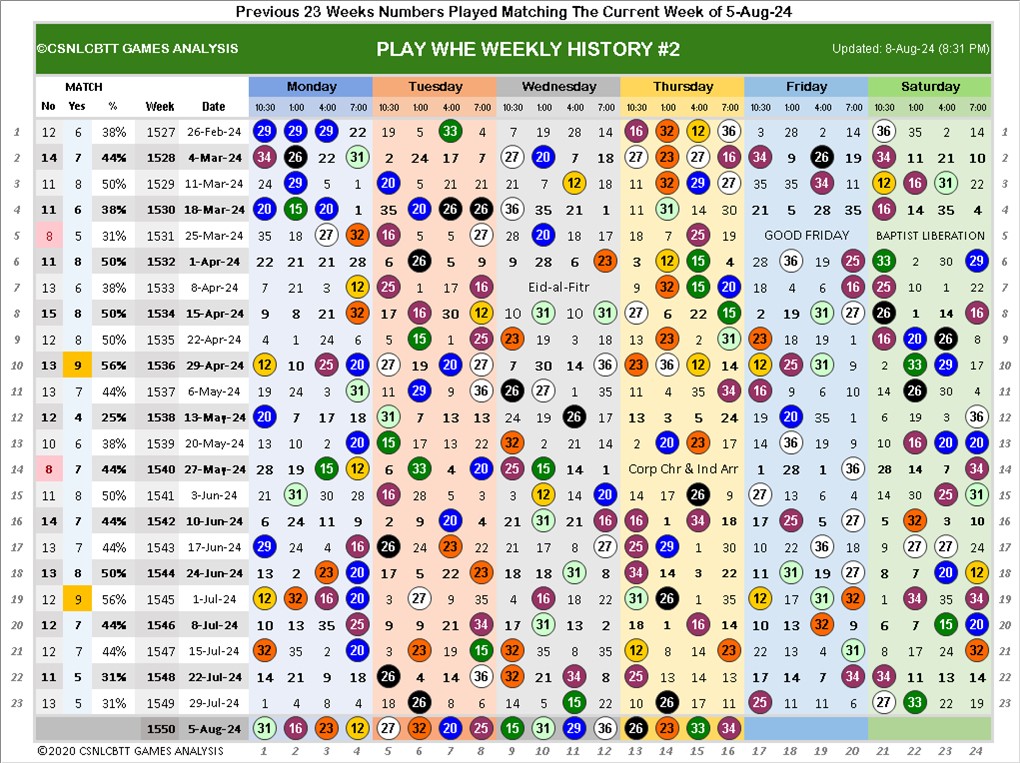 Previous 23 Weeks Numbers Played Matching The Current Week of 5-Aug-24
©CSNLCBTT GAMES ANALYSIS PLAY WHE WEEKLY HISTORY #2 Updated: 8-Aug-24 (8:31 PM)
MATCH Monday Tuesday Wednesday Thursday Friday Saturday
No Yes % Week Date 10:30 1:00 4:00 7:00 10:30 1:00 4:00 7:00 10:30 1:00 4:00 7:00 10:30 1:00 4:00 7:00 10:30 1:00 4:00 7:00 10:30 1:00 4:00 7:00
1 12 6 38% 1527 26-Feb-24 29 29 29 22 19 5 33 4 7 19 28 14 16 32 12 36 3 28 2 14 36 35 2 14 1
2 14 7 44% 1528 4-Mar-24 34 26 22 31 2 24 17 7 27 20 7 18 27 23 27 16 34 9 26 19 34 11 21 10 2
3 11 8 50% 1529 11-Mar-24 24 29 5 1 20 5 21 21 21 7 12 18 11 32 29 27 35 35 34 11 12 16 31 22 3
4 11 6 38% 1530 18-Mar-24 20 15 20 1 35 20 26 26 36 35 21 1 11 31 14 30 21 5 28 35 16 14 35 4 4
5 8 5 31% 1531 25-Mar-24 35 18 27 32 16 5 5 27 28 20 18 17 18 7 25 19 GOOD FRIDAY BAPTIST LIBERATION 5
6 11 8 50% 1532 1-Apr-24 22 21 21 28 6 26 5 9 9 28 6 23 3 12 15 4 28 36 19 25 33 2 30 29 6
7 13 6 38% 1533 8-Apr-24 7 21 3 12 25 1 17 16 Eid-al-Fitr 9 32 15 20 18 4 6 16 25 10 1 22 7
8 15 8 50% 1534 15-Apr-24 9 8 21 32 17 16 30 12 10 31 10 31 27 6 22 15 2 19 31 27 26 1 14 16 8
9 12 8 50% 1535 22-Apr-24 4 1 24 6 5 15 1 25 23 19 3 18 13 23 2 31 23 18 19 1 16 20 26 8 9
10 13 9 56% 1536 29-Apr-24 12 10 25 20 27 19 20 27 7 30 14 36 23 36 12 14 12 25 31 9 2 33 29 17 10
11 13 7 44% 1537 6-May-24 24 3 4 31 11 29 9 36 26 27 1 35 11 4 35 34 16 9 6 10 14 26 30 4 11
12 12 4 25% 1538 13-May-24 20 7 17 18 31 7 13 13 24 19 26 17 13 3 5 24 19 20 35 1 6 19 3 36 12
13 10 6 38% 1539 20-May-24 13 10 2 20 15 17 13 22 32 2 21 14 2 20 23 17 14 36 19 9 10 16 20 20 13
14 8 7 44% 1540 27-May-24 28 19 15 12 6 33 4 20 25 15 14 1 Corp Chr & Ind Arr 1 28 1 36 28 14 7 34 14
15 11 8 50% 1541 3-Jun-24 21 31 30 28 16 28 5 3 3 12 14 20 14 17 26 9 27 13 6 4 14 30 25 31 15
16 14 7 44% 1542 10-Jun-24 6 24 11 9 2 9 20 4 21 31 21 16 16 1 34 18 17 25 5 27 5 32 3 10 16
17 13 7 44% 1543 17-Jun-24 29 24 4 16 26 24 23 22 21 17 8 27 25 29 1 30 10 22 36 18 9 27 27 24 17
18 13 8 50% 1544 24-Jun-24 13 2 23 20 17 5 22 23 18 18 31 8 34 14 3 22 11 31 19 27 8 7 20 12 18
19 12 9 56% 1545 1-Jul-24 12 32 16 20 3 27 9 35 4 16 18 22 31 26 1 35 12 17 31 32 1 34 35 34 19
20 12 7 44% 1546 8-Jul-24 10 13 35 25 9 9 21 34 17 31 13 2 18 1 16 14 10 13 32 9 6 7 15 20 20
21 12 7 44% 1547 15-Jul-24 32 35 2 20 3 23 19 15 32 35 8 35 12 8 14 23 22 13 4 31 8 17 24 32 21
22 11 5 31% 1548 22-Jul-24 14 21 9 18 26 4 14 36 32 21 34 8 25 14 13 14 17 14 7 34 34 11 13 14 22
23 13 5 31% 1549 29-Jul-24 1 4 8 4 18 26 6 4 14 5 15 22 10 26 17 11 25 11 11 6 27 33 22 19 23
1550 5-Aug-24 31 16 23 12 27 32 20 25 15 31 29 36 26 23 33 34
©2020 CSNLCBTT GAMES ANALYSIS 1 2 3 4 5 6 7 8 9 10 11 12 13 14 15 16 17 18 19 20 21 22 23 24